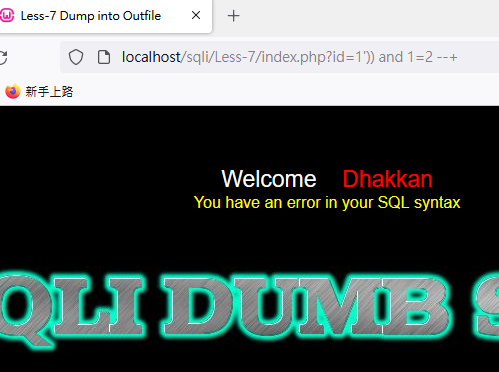 Less-7 Dump into Outfile
localhost/sqli/Less-7/index.php?id=1')) and 1=2 --+
新手上路
Welcome Dhakkan
You have an error in your SQL syntax
QLI DUMB S